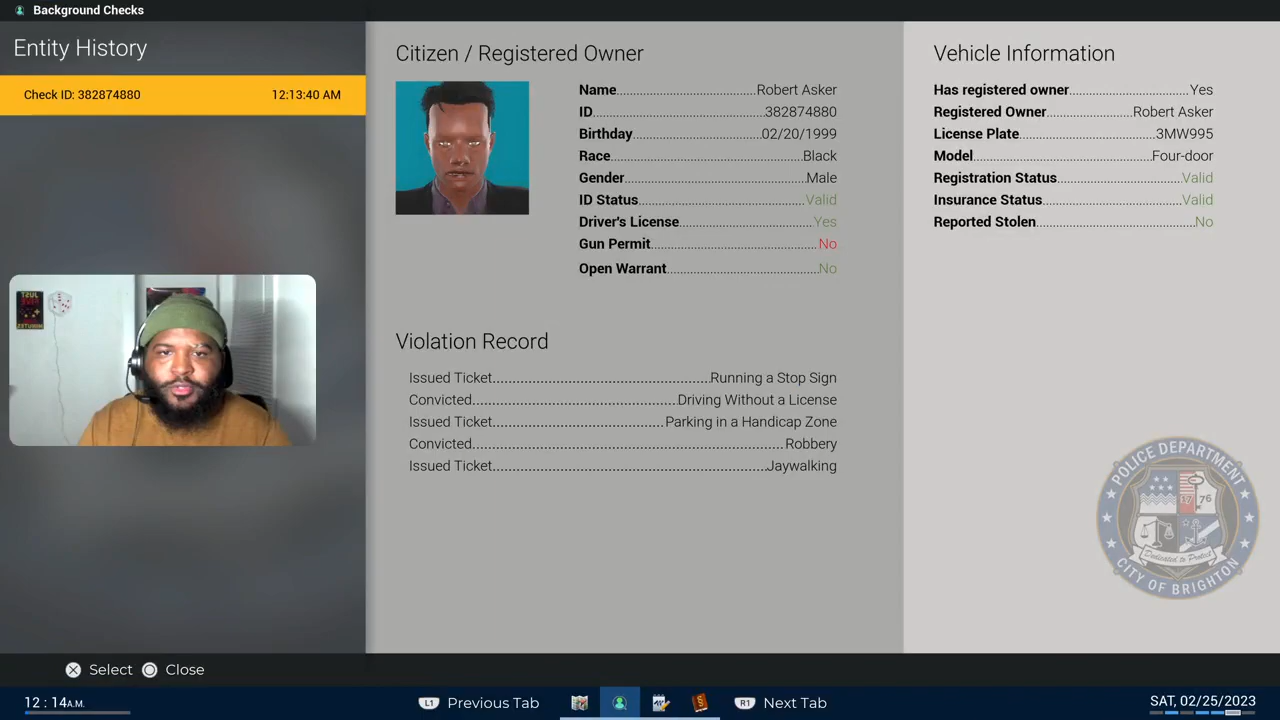 Background Checks
Entity History
Check ID: 382874880 12:13:40 AM
Citizen / Registered Owner
Name Robert Asker
ID 382874880
Birthday 02/20/1999
Race Black
Gender Male
ID Status Valid
Driver's License Yes
Gun Permit No
Open Warrant No
Violation Record
Issued Ticket Running a Stop Sign
Convicted Driving Without a License
Issued Ticket Parking in a Handicap Zone
Convicted Robbery
Issued Ticket Jaywalking
Vehicle Information
Has registered owner Yes
Registered Owner Robert Asker
License Plate 3MW995
Model Four-door
Registration Status Valid
Insurance Status Valid
Reported Stolen No
POLICE DEPARTMENT
17 76
Dedicated to Protect
CITY OF BRIGHTON
Select Close
12 : 14 A.M.
L1 Previous Tab
R1 Next Tab
SAT, 02/25/2023